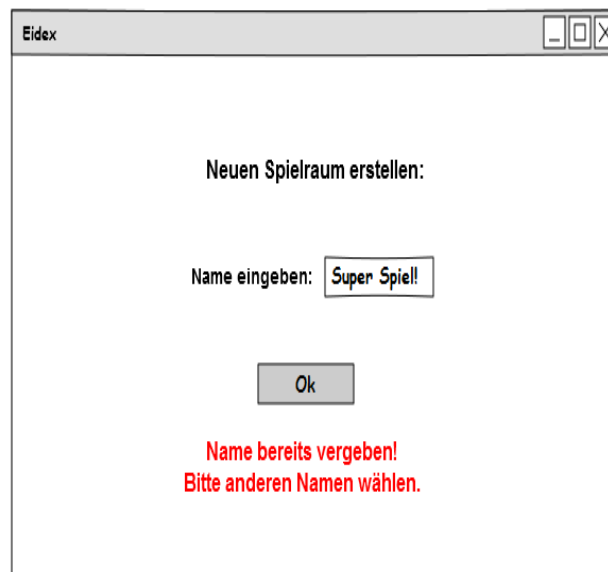 Eidex
Neuen Spielraum erstellen:
Name eingeben: Super Spiel!
Ok
Name bereits vergeben!
Bitte anderen Namen wählen.